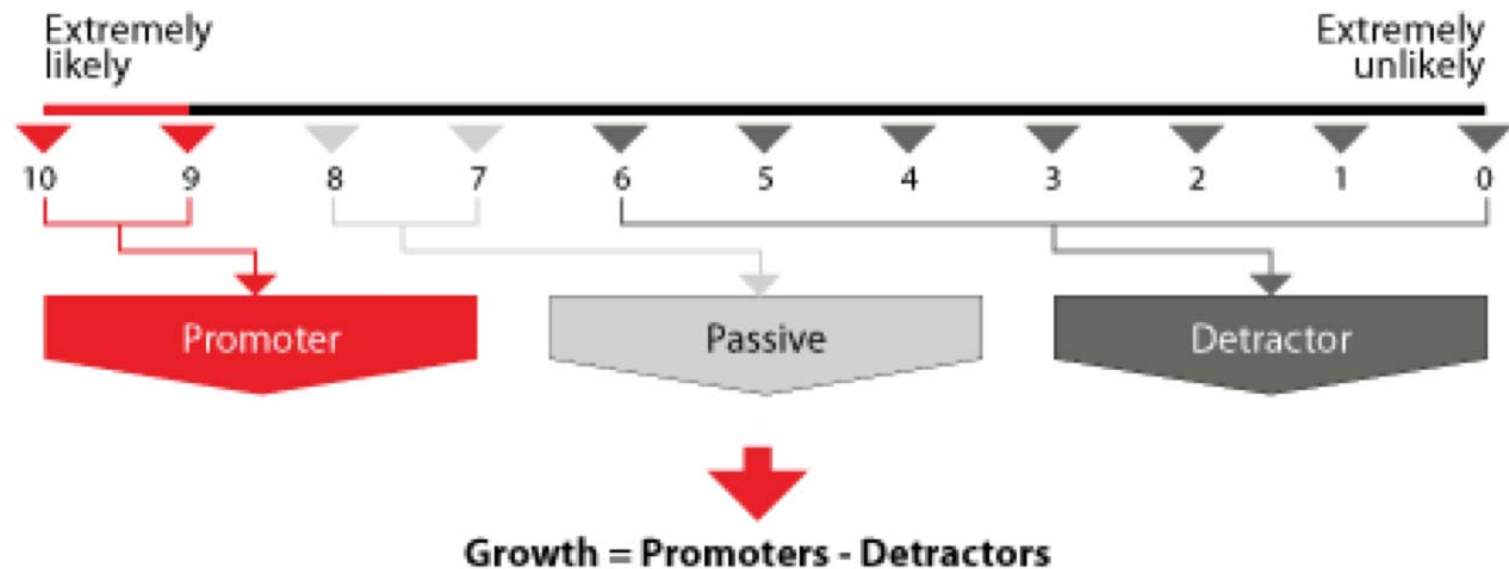 Extremely
likely
Extremely
unlikely
10 9 8 7 6 5 4 3 2 1 0
Promoter
Passive
Detractor
Growth = Promoters - Detractors